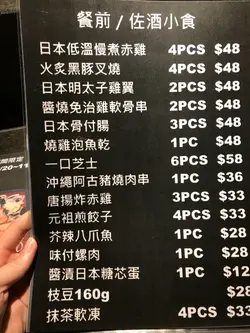 餐前 / 佐酒小食
日本低溫慢煮赤雞 4PCS $48
火炙黑豚叉燒 4PCS $48
日本明太子雞翼 2PCS $48
醬燒免治雞軟骨串 2PCS $48
日本骨付腸 3PCS $48
燒雞泡魚乾 1PC $48
一口芝士 6PCS $58
沖繩阿古豬燒肉串 1PC $36
唐揚炸赤雞 3PCS $33
元祖煎餃子 4PCS $33
芥辣八爪魚 1PC $28
味付螺肉 1PC $28
醬漬日本糖芯蛋 1PC $12
枝豆160g $28
抹茶軟凍 4PCS $33